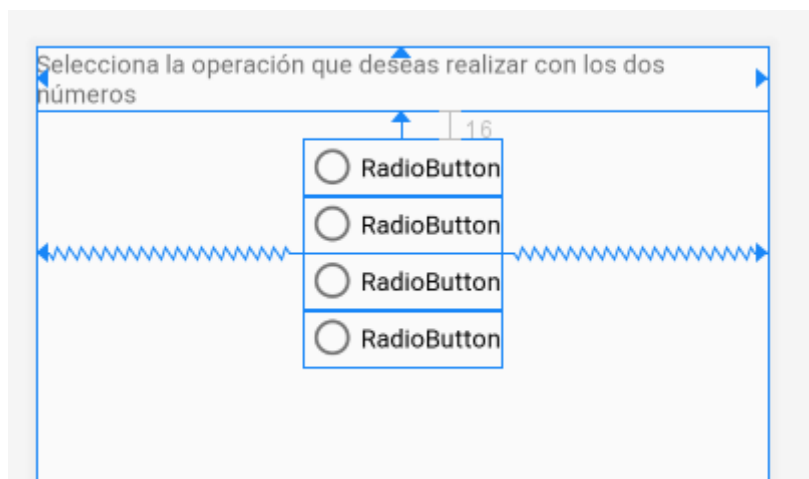 Selecciona la operación que deseas realizar con los dos
números
16
RadioButton
RadioButton
RadioButton
RadioButton